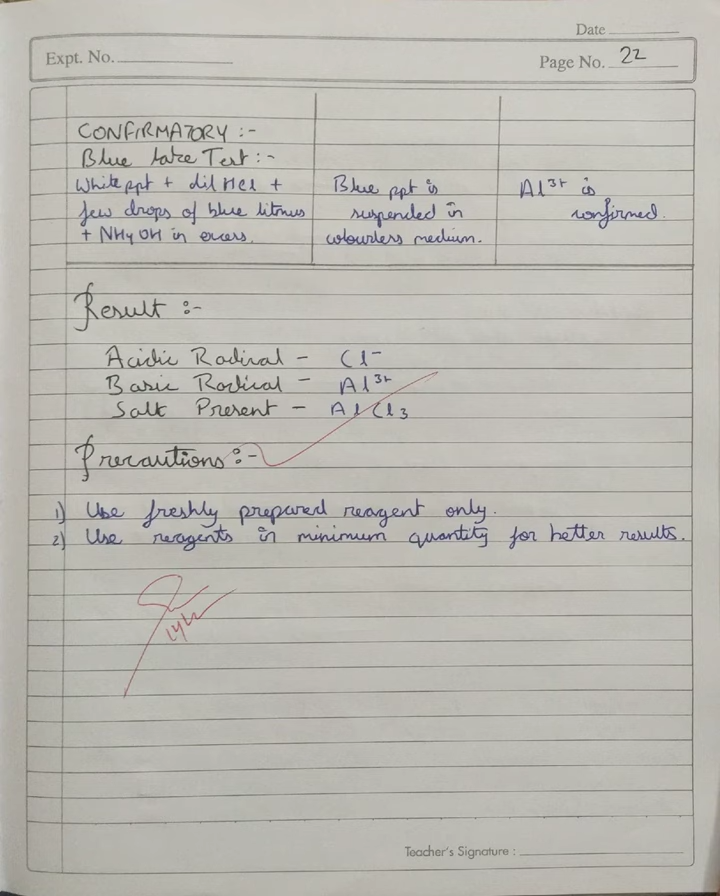 Date
Expt. No.
Page No. 22
CONFIRMATORY :-
Blue Lake Test :-
White ppt + dil HCl + Blue ppt is Al³⁺ is
few drops of blue litmus suspended in confirmed.
+ NH₄OH in excess. colourless medium.
Result :-
Acidic Radical - Cl⁻
Basic Radical - Al³⁺
Salt Present - AlCl₃
Precautions :-
1) Use freshly prepared reagent only.
2) Use reagents in minimum quantity for better results.
Teacher's Signature :